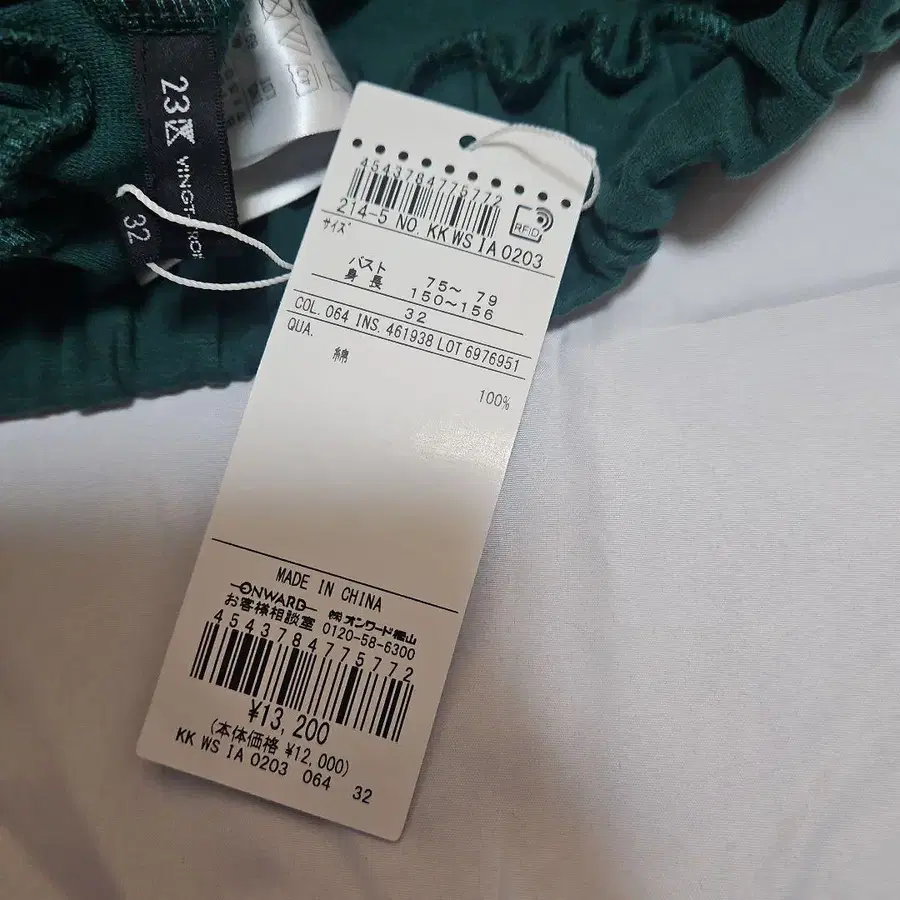 23区
VINGT
32
4543784775772
RFID
214-5 NO. KK WS IA 0203
サイズ
バスト 75～ 79
身長 150～156
32
COL. 064 INS. 461938 LOT 6976951
QUA.
綿
100%
MADE IN CHINA
ONWARD ㈱オンワード樫山
お客様相談室 0120-58-6300
4543784775772
¥13,200
(本体価格 ¥12,000)
KK WS IA 0203 064 32